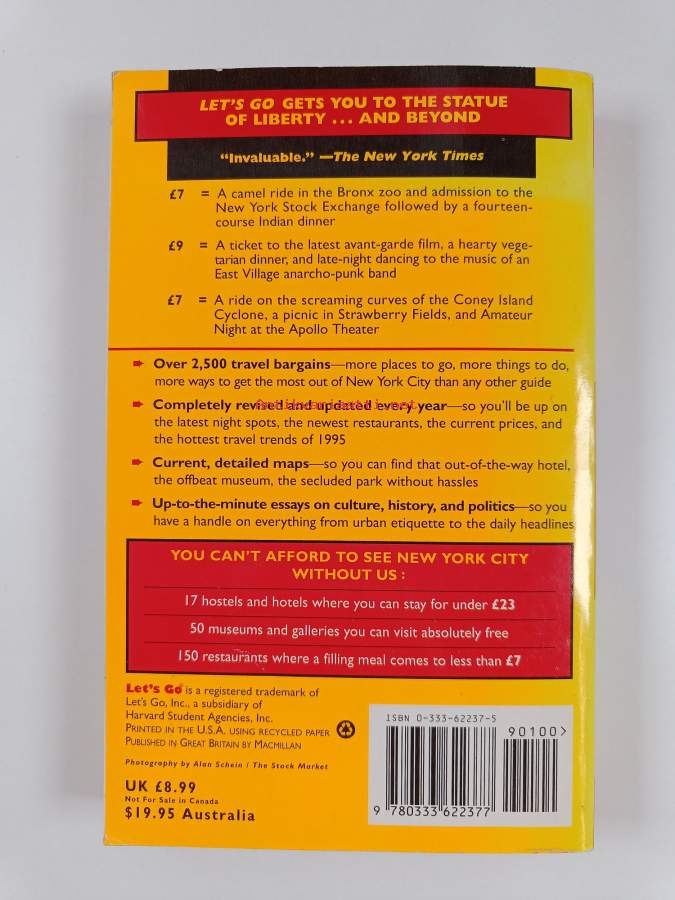 LET'S GO GETS YOU TO THE STATUE
OF LIBERTY ... AND BEYOND
"Invaluable." —The New York Times
£7 = A camel ride in the Bronx zoo and admission to the
New York Stock Exchange followed by a fourteen-
course Indian dinner
£9 = A ticket to the latest avant-garde film, a hearty vege-
tarian dinner, and late-night dancing to the music of an
East Village anarcho-punk band
£7 = A ride on the screaming curves of the Coney Island
Cyclone, a picnic in Strawberry Fields, and Amateur
Night at the Apollo Theater
Over 2,500 travel bargains—more places to go, more things to do,
more ways to get the most out of New York City than any other guide
Completely revised and updated every year—so you'll be up on
Antikvariaatti.net
the latest night spots, the newest restaurants, the current prices, and
the hottest travel trends of 1995
Current, detailed maps—so you can find that out-of-the-way hotel,
the offbeat museum, the secluded park without hassles
Up-to-the-minute essays on culture, history, and politics—so you
have a handle on everything from urban etiquette to the daily headlines
YOU CAN'T AFFORD TO SEE NEW YORK CITY
WITHOUT US :
17 hostels and hotels where you can stay for under £23
50 museums and galleries you can visit absolutely free
150 restaurants where a filling meal comes to less than £7
Let's Go is a registered trademark of
Let's Go, Inc., a subsidiary of
Harvard Student Agencies, Inc.
PRINTED IN THE U.S.A. USING RECYCLED PAPER
PUBLISHED IN GREAT BRITAIN BY MACMILLAN
Photography by Alan Schein / The Stock Market
UK £8.99
Not For Sale in Canada
$19.95 Australia
ISBN 0-333-62237-5
90100>
9 780333 622377